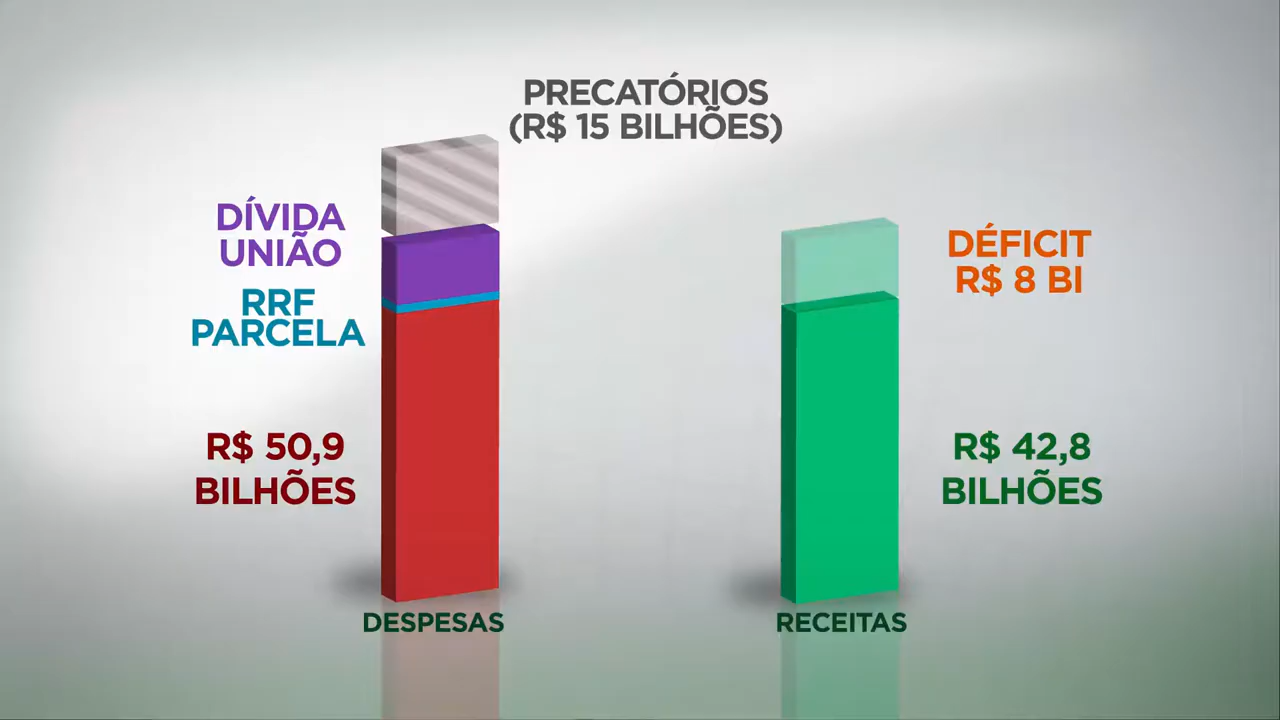 PRECATÓRIOS
(R$ 15 BILHÕES)
DÍVIDA
UNIÃO
RRF
PARCELA
R$ 50,9
BILHÕES
DESPESAS
DÉFICIT
R$ 8 BI
R$ 42,8
BILHÕES
RECEITAS